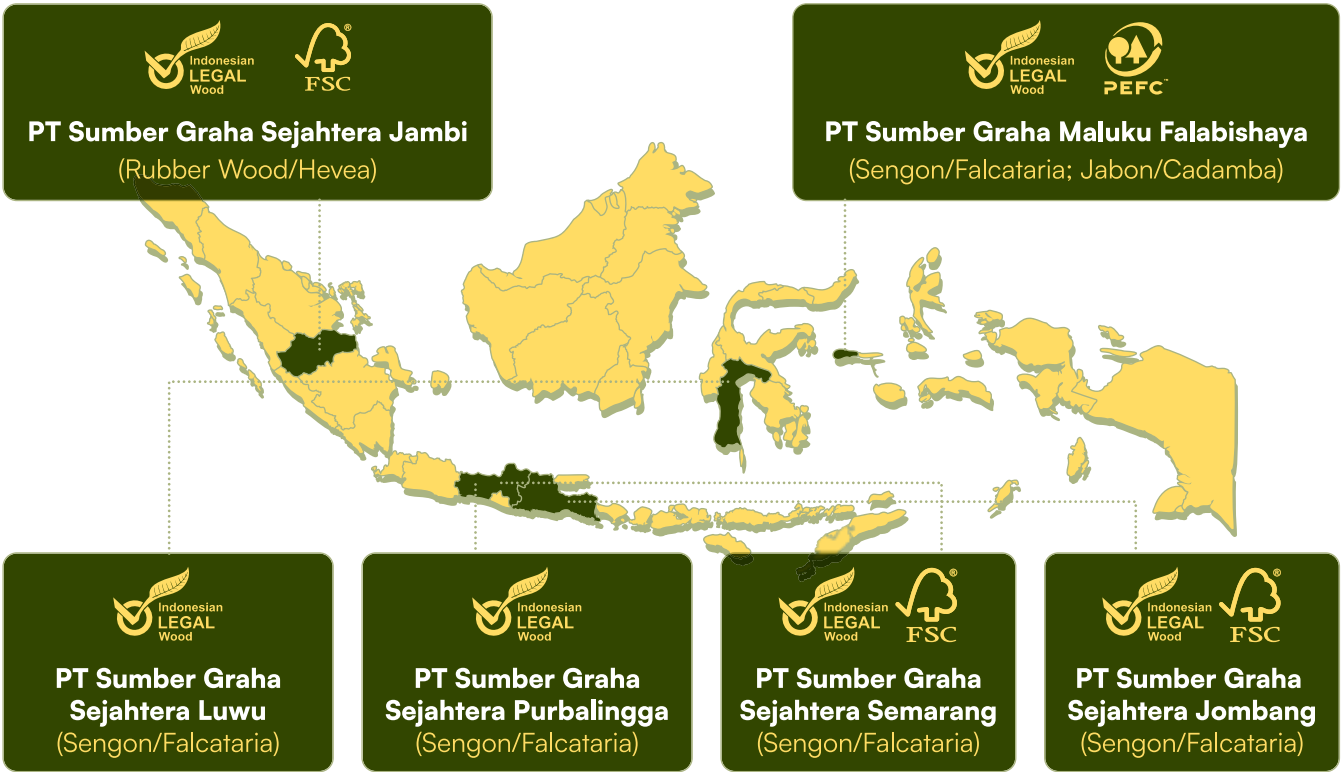 Indonesian
LEGAL
Wood
®
FSC
PT Sumber Graha Sejahtera Jambi
(Rubber Wood/Hevea)
Indonesian
LEGAL
Wood
PEFC™
PT Sumber Graha Maluku Falabishaya
(Sengon/Falcataria; Jabon/Cadamba)
Indonesian
LEGAL
Wood
PT Sumber Graha
Sejahtera Luwu
(Sengon/Falcataria)
Indonesian
LEGAL
Wood
PT Sumber Graha
Sejahtera Purbalingga
(Sengon/Falcataria)
Indonesian
LEGAL
Wood
®
FSC
PT Sumber Graha
Sejahtera Semarang
(Sengon/Falcataria)
Indonesian
LEGAL
Wood
®
FSC
PT Sumber Graha
Sejahtera Jombang
(Sengon/Falcataria)